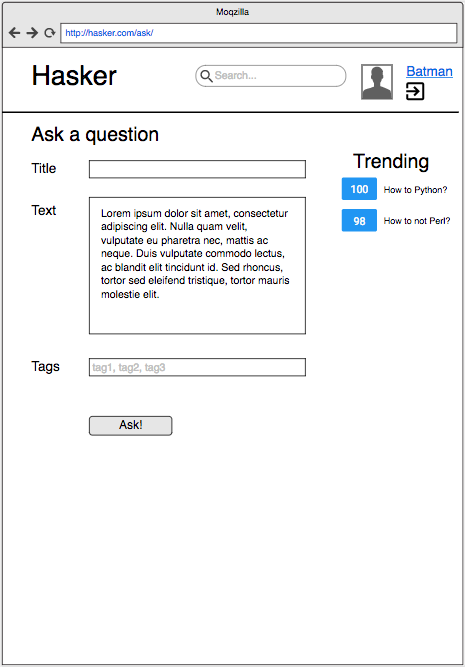 Moqzilla
http://hasker.com/ask/
Hasker
Search...
Batman
Ask a question
Title
Text
Lorem ipsum dolor sit amet, consectetur
adipiscing elit. Nulla quam velit,
vulputate eu pharetra nec, mattis ac
neque. Duis vulputate commodo lectus,
ac blandit elit tincidunt id. Sed rhoncus,
tortor sed eleifend tristique, tortor mauris
molestie elit.
Tags
tag1, tag2, tag3
Ask!
Trending
100 How to Python?
98 How to not Perl?